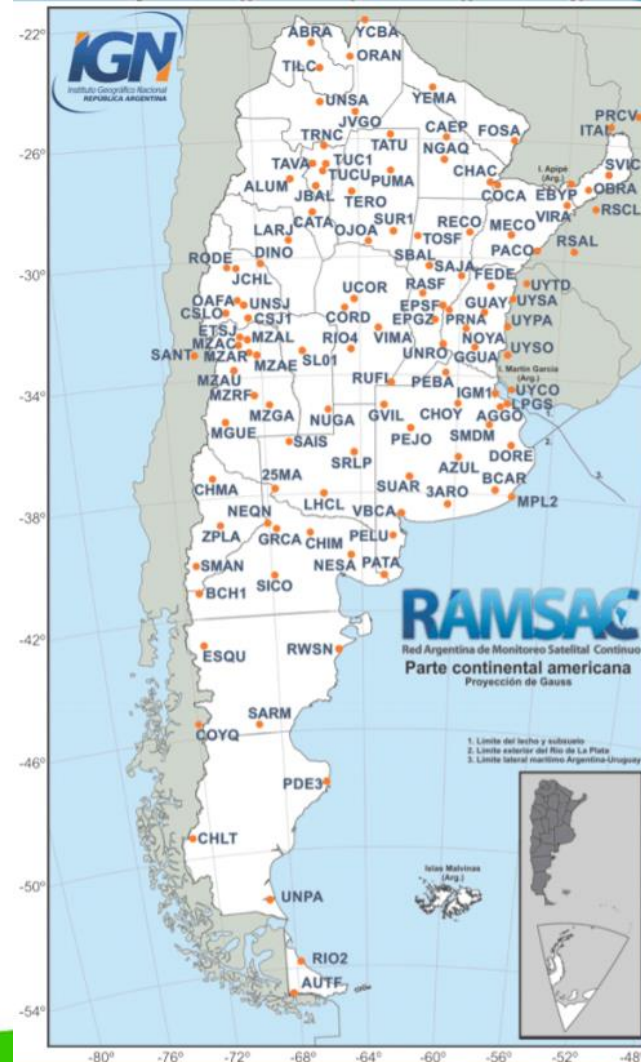 IGN
Instituto Geográfico Nacional
REPÚBLICA ARGENTINA
-22°
-26°
-30°
-34°
-38°
-42°
-46°
-50°
-54°
ABRA
YCBA
TILC
ORAN
UNSA
YEMA
JVGO
PRCV
TRNC
TATU
CAEP
FOSA
NGAQ
TAVA
TUC1
TUCU
PUMA
CHAC
I. Apipé
(Arg.)
SVIC
ALUM
JBAL
TERO
COCA
EBYP
OBRA
CATA
SUR1
RECO
MECO
VIRA
RSCL
LARJ
OJOA
TOSF
PACO
RSAL
RODE
DINO
SBAL
SAJA
FEDE
JCHL
UCOR
RASF
UYTD
OAFA
UNSJ
EPSF
GUAY
UYSA
CSLO
CSJ1
CORD
EPGZ
PRNA
UYPA
ETSJ
MZAL
RIO4
VIMA
NOYA
MZAC
SANT
MZAR
MZAE
SL01
UNRO
GGUA
UYSO
MZAU
RUFI
PEBA
I. Martín García
(Arg.)
MZRF
IGM1
UYCO
MZGA
NUGA
GVIL
CHOY
LPGS
AGGO
MGUE
SAIS
PEJO
SMDM
SRLP
DORE
CHMA
25MA
SUAR
AZUL
BCAR
LHCL
3ARO
MPL2
NEQN
VBCA
ZPLA
GRCA
CHIM
PELU
SMAN
NESA
PATA
SICO
BCH1
RAMSAC
Red Argentina de Monitoreo Satelital Continuo
Parte continental americana
Proyección de Gauss
ESQU
RWSN
COYQ
SARM
1. Límite del lecho y subsuelo
2. Límite exterior del Río de La Plata
3. Límite lateral marítimo Argentina-Uruguay
PDE3
CHLT
Islas Malvinas
(Arg.)
UNPA
RIO2
AUTF
-80°
-76°
-72°
-68°
-64°
-60°
-56°
-52°
-48